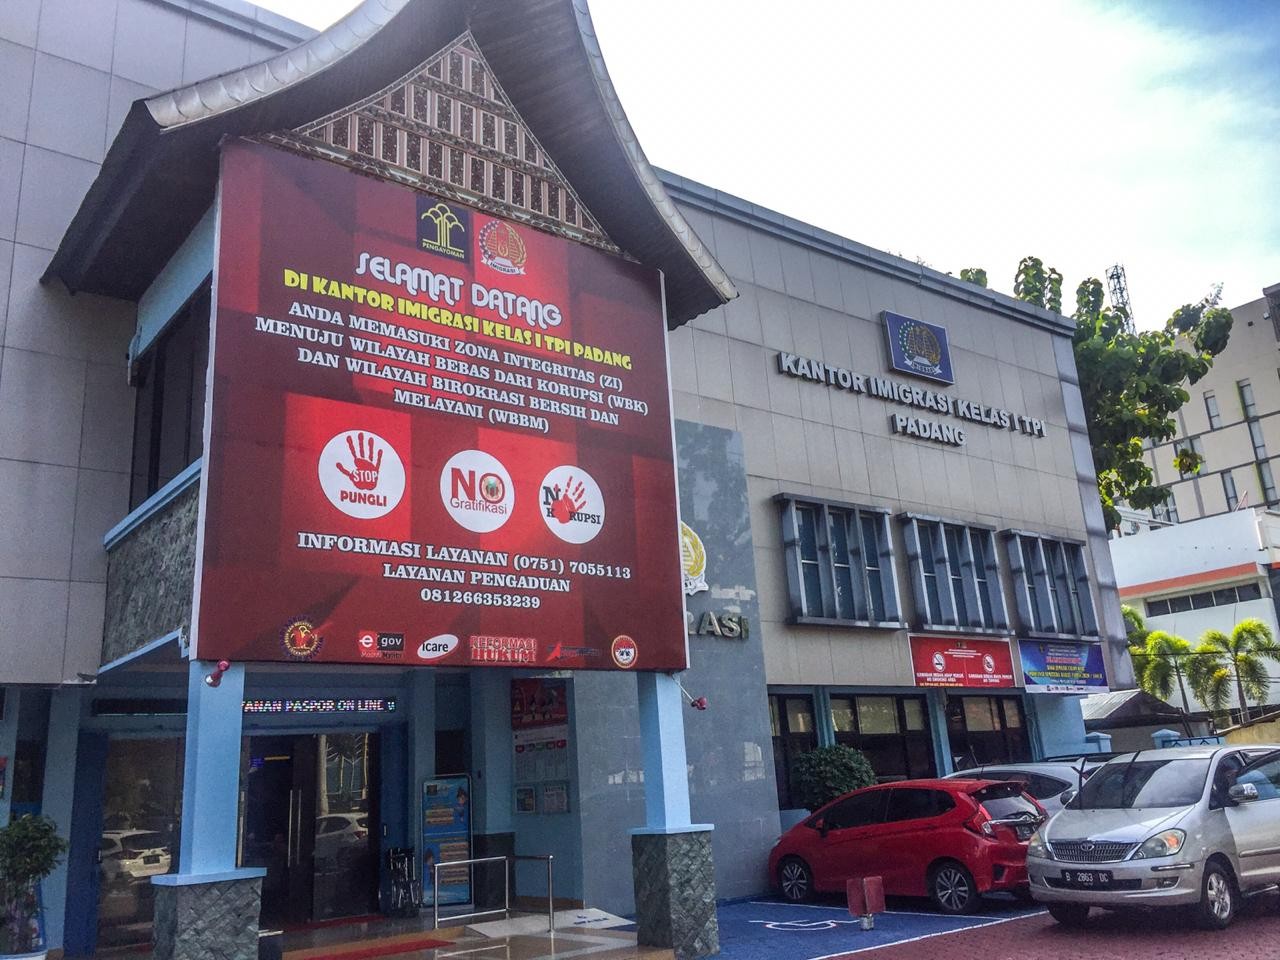 PENGAYOMAN
IMIGRASI
SELAMAT DATANG
DI KANTOR IMIGRASI KELAS I TPI PADANG
ANDA MEMASUKI ZONA INTEGRITAS (ZI)
MENUJU WILAYAH BEBAS DARI KORUPSI (WBK)
DAN WILAYAH BIROKRASI BERSIH DAN
MELAYANI (WBBM)
STOP
PUNGLI
NO
Gratifikasi
KORUPSI
INFORMASI LAYANAN (0751) 7055113
LAYANAN PENGADUAN
081266353239
e gov
icare
REFORMASI
HUKUM
KANTOR IMIGRASI KELAS I TPI
PADANG
RASI
ANAN PASPOR ON LINE
B 2863 DC